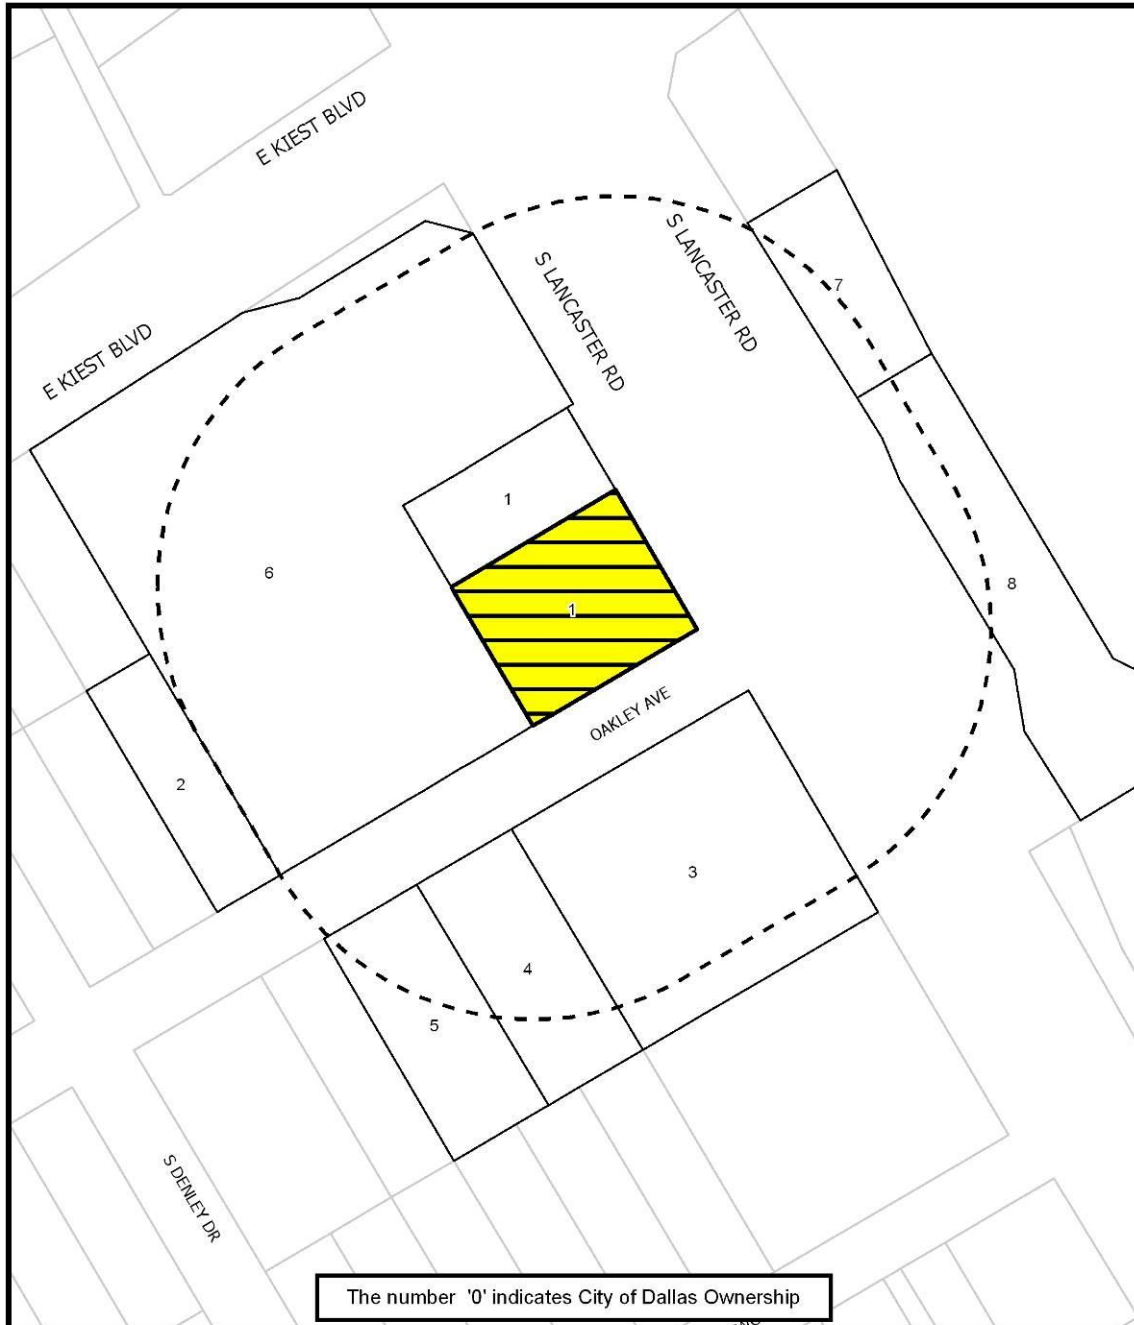 E KIEST BLVD
S LANCASTER RD
S LANCASTER RD
7
E KIEST BLVD
1
6
8
1
OAKLEY AVE
2
3
4
5
S DENLEY DR
The number '0' indicates City of Dallas Ownership